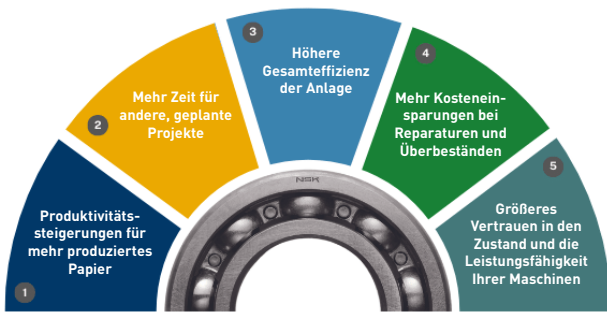 1
Produktivitäts-
steigerungen für
mehr produziertes
Papier
2
Mehr Zeit für
andere, geplante
Projekte
3
Höhere
Gesamteffizienz
der Anlage
4
Mehr Kostenein-
sparungen bei
Reparaturen und
Überbeständen
5
Größeres
Vertrauen in den
Zustand und die
Leistungsfähigkeit
Ihrer Maschinen
NSK